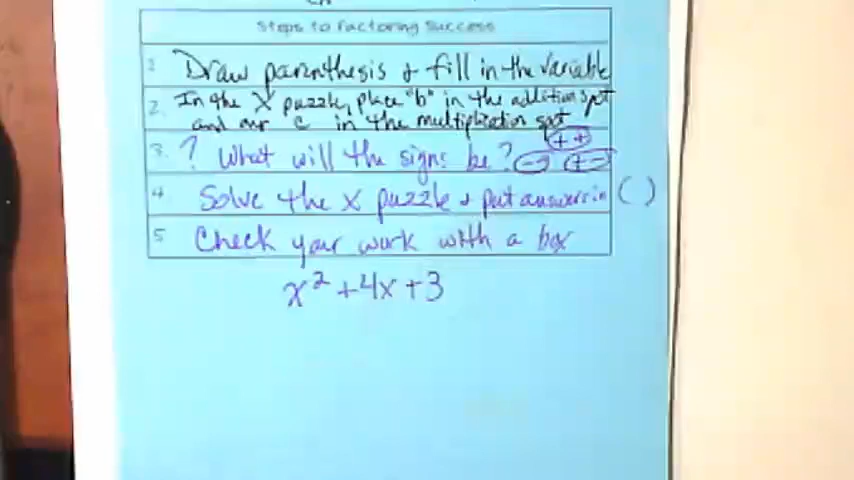 Steps to Factoring Success
1. Draw parenthesis & fill in the variable
2. In the X puzzle, place "b" in the addition spot
and our c in the multiplication spot
++
3. ? What will the signs be? -- +-
4 Solve the X puzzle & put answers in ( )
5 Check your work with a box
x² + 4x + 3